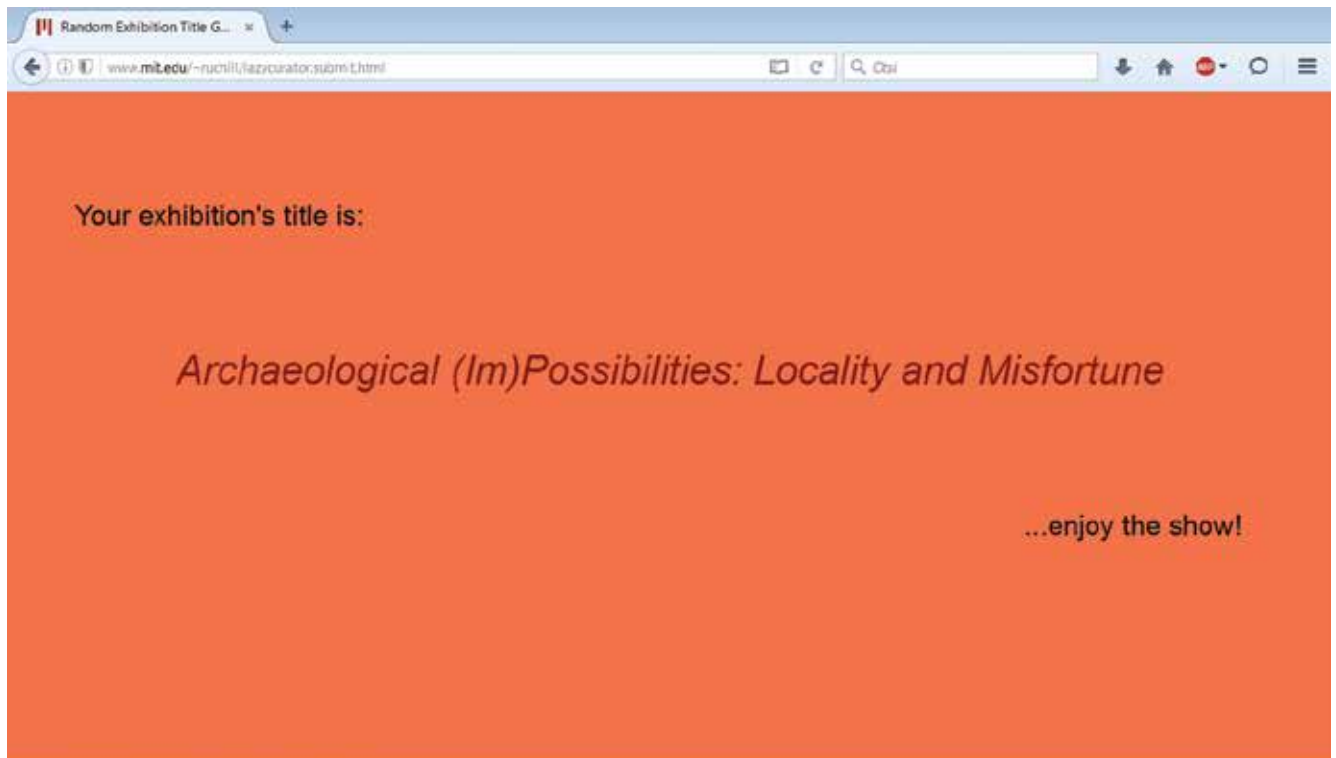 Random Exhibition Title G...
www.mit.edu/~ruchill/lazycurator.submit.html
Your exhibition's title is:
Archaeological (Im)Possibilities: Locality and Misfortune
...enjoy the show!